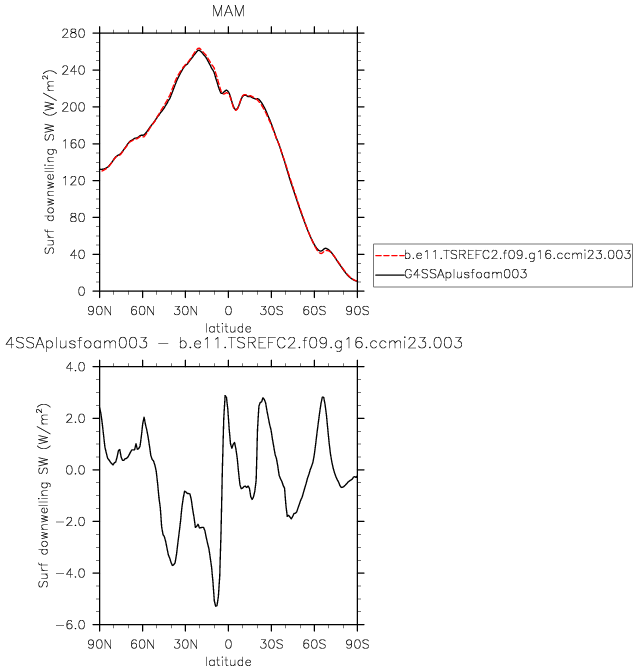 MAM
Surf downwelling SW (W/m²)
280
240
200
160
120
80
40
0
90N 60N 30N 0 30S 60S 90S
latitude
b.e11.TSREFC2.f09.g16.ccmi23.003
G4SSAplusfoam003
4SSAplusfoam003 − b.e11.TSREFC2.f09.g16.ccmi23.003
Surf downwelling SW (W/m²)
4.0
2.0
0.0
−2.0
−4.0
−6.0
90N 60N 30N 0 30S 60S 90S
latitude